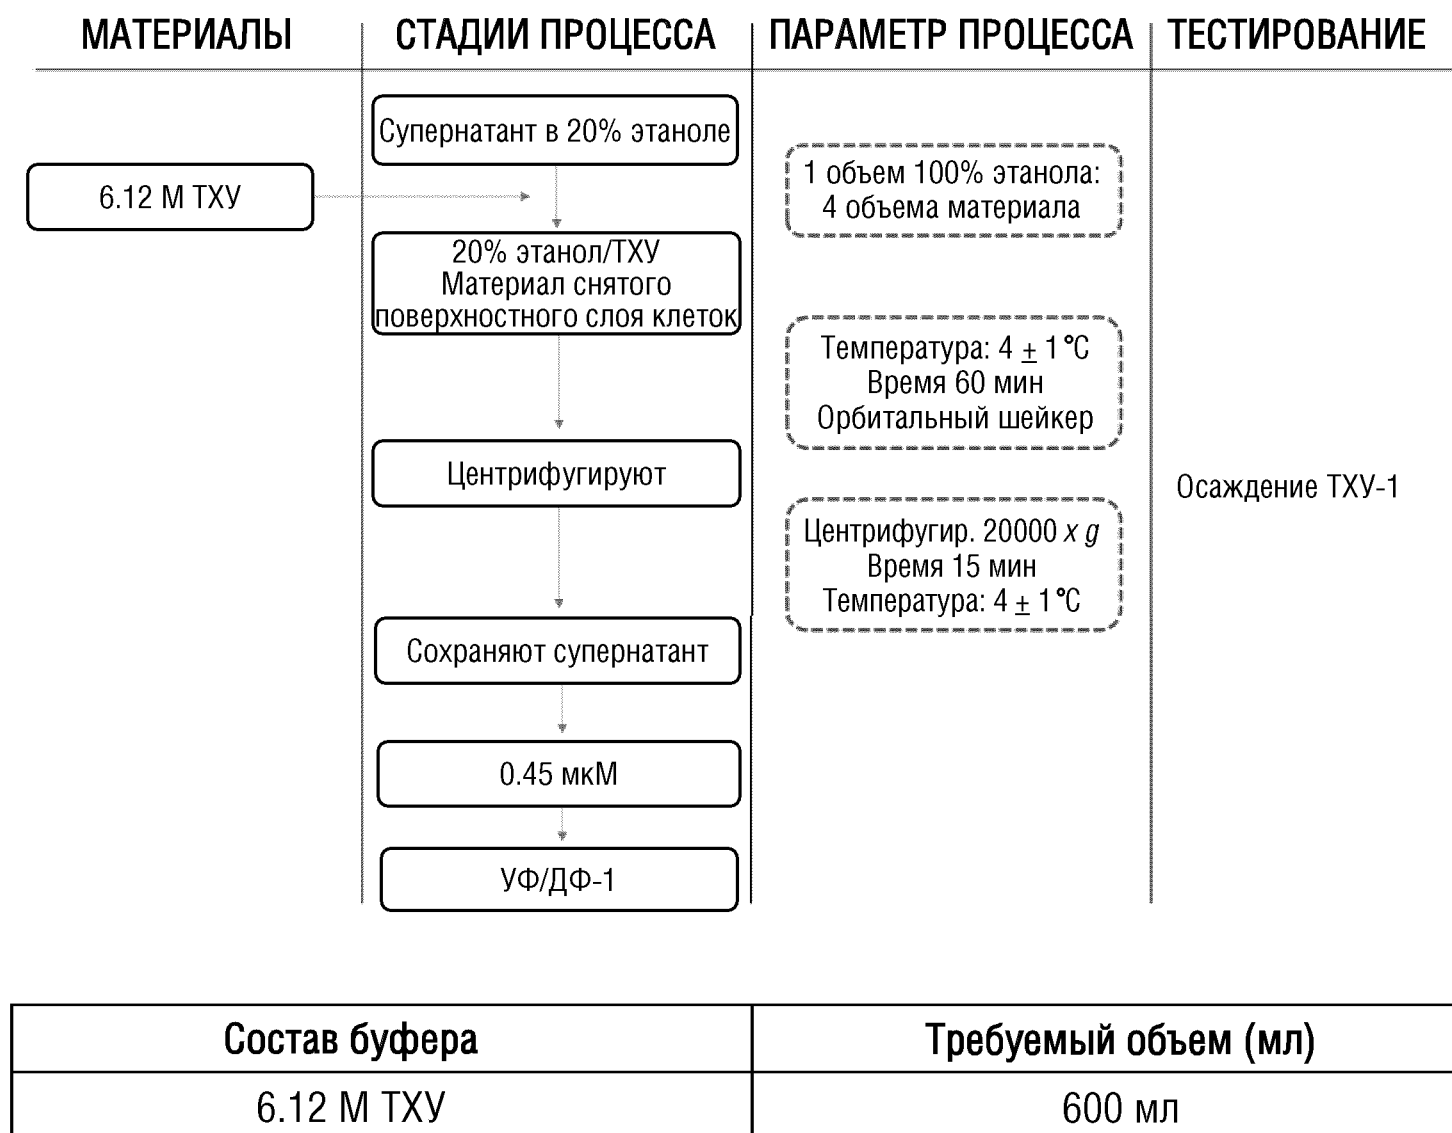 МАТЕРИАЛЫ
СТАДИИ ПРОЦЕССА
ПАРАМЕТР ПРОЦЕССА
ТЕСТИРОВАНИЕ
Супернатант в 20% этаноле
6.12 М ТХУ
1 объем 100% этанола:
4 объема материала
20% этанол/ТХУ
Материал снятого
поверхностного слоя клеток
Температура: 4 ± 1°C
Время 60 мин
Орбитальный шейкер
Центрифугируют
Осаждение ТХУ-1
Центрифугир. 20000 x g
Время 15 мин
Температура: 4 ± 1°C
Сохраняют супернатант
0.45 мкМ
УФ/ДФ-1
Состав буфера
Требуемый объем (мл)
6.12 М ТХУ
600 мл